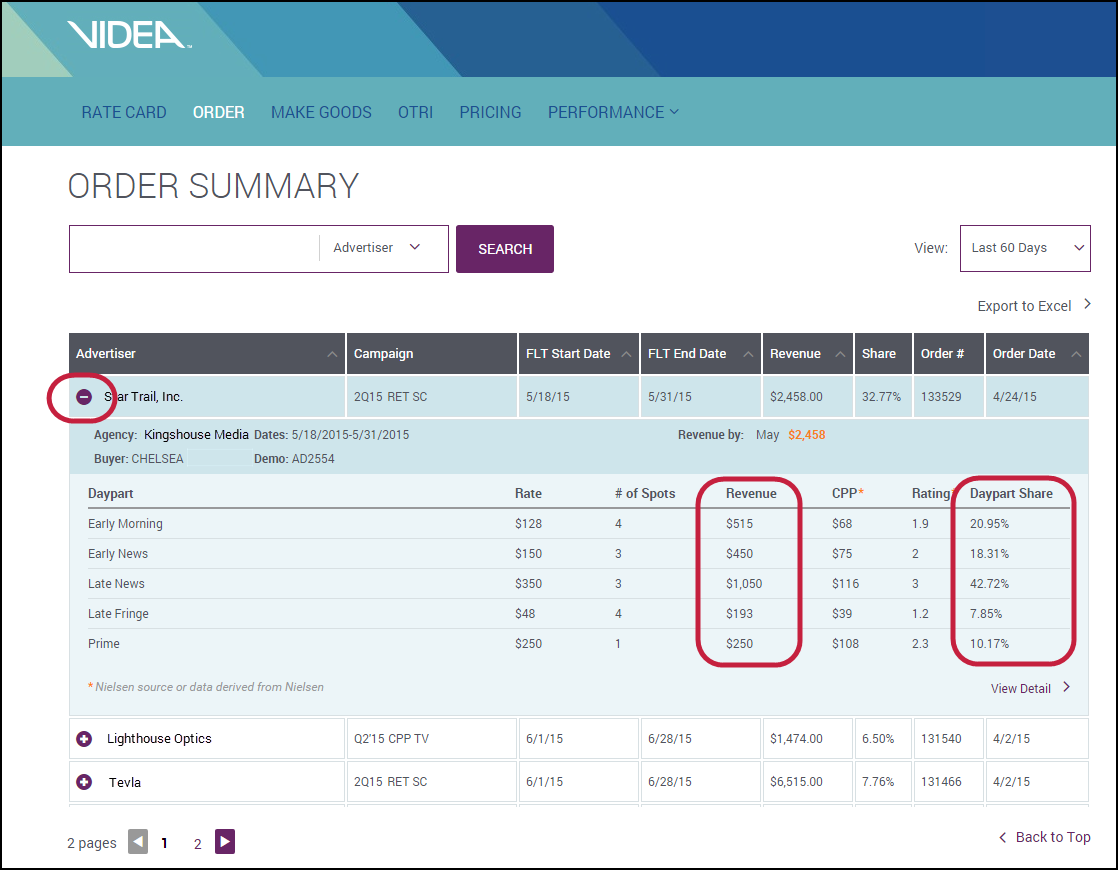 VIDEA™
RATE CARD ORDER MAKE GOODS OTRI PRICING PERFORMANCE
ORDER SUMMARY
Advertiser SEARCH View: Last 60 Days
Export to Excel
Advertiser Campaign FLT Start Date FLT End Date Revenue Share Order # Order Date
Star Trail, Inc. 2Q15 RET SC 5/18/15 5/31/15 $2,458.00 32.77% 133529 4/24/15
Agency: Kingshouse Media Dates: 5/18/2015-5/31/2015 Revenue by: May $2,458
Buyer: CHELSEA Demo: AD2554
Daypart Rate # of Spots Revenue CPP* Rating Daypart Share
Early Morning $128 4 $515 $68 1.9 20.95%
Early News $150 3 $450 $75 2 18.31%
Late News $350 3 $1,050 $116 3 42.72%
Late Fringe $48 4 $193 $39 1.2 7.85%
Prime $250 1 $250 $108 2.3 10.17%
* Nielsen source or data derived from Nielsen
View Detail
Lighthouse Optics Q2'15 CPP TV 6/1/15 6/28/15 $1,474.00 6.50% 131540 4/2/15
Tevla 2Q15 RET SC 6/1/15 6/28/15 $6,515.00 7.76% 131466 4/2/15
2 pages 1 2
Back to Top